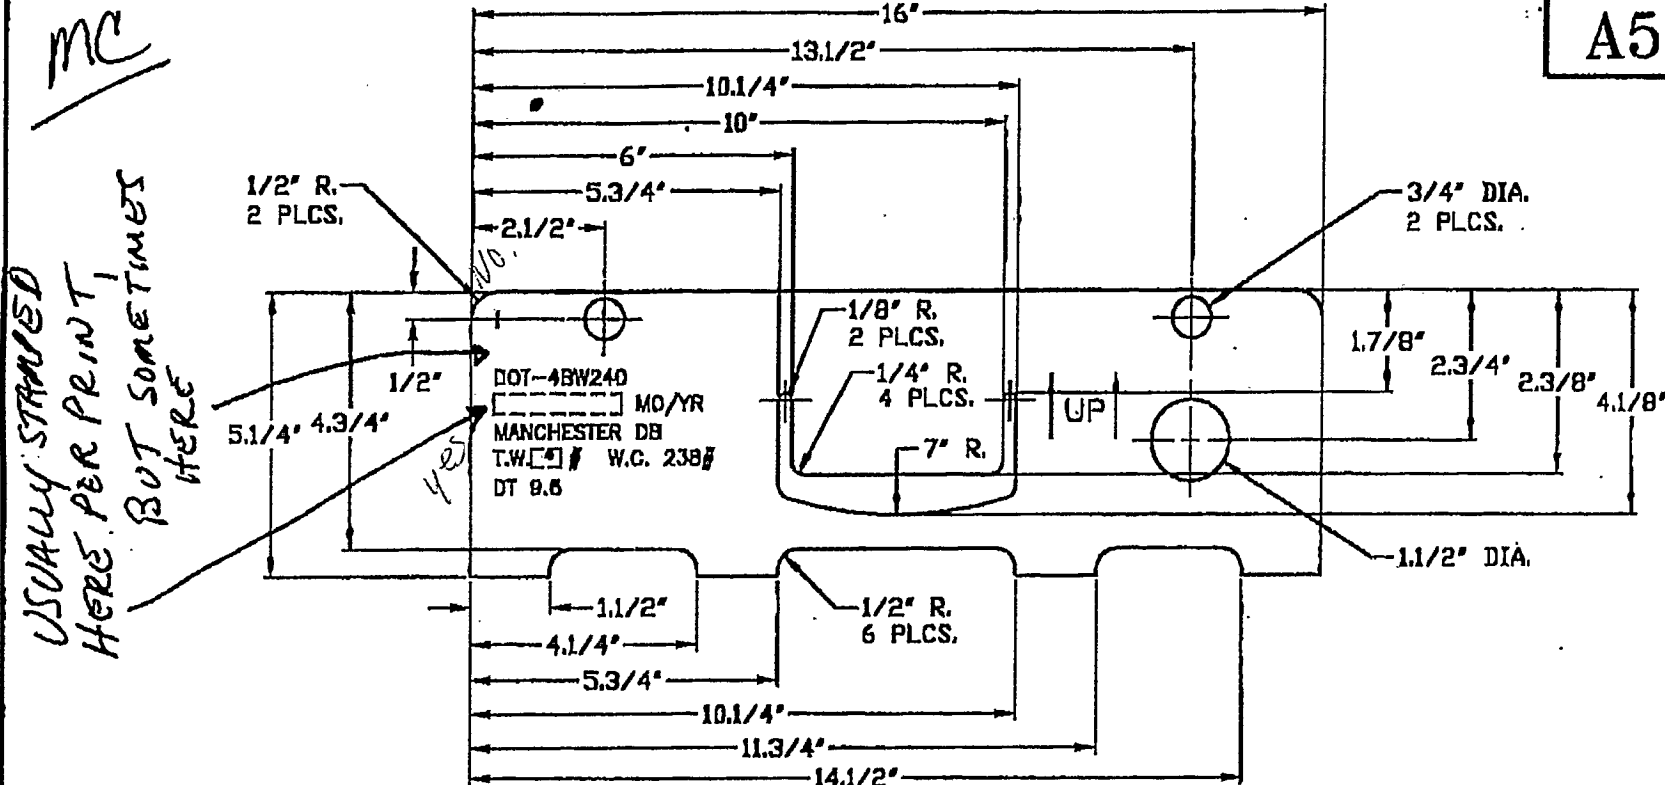 MC
A5
16"
13.1/2"
10.1/4"
10"
6"
5.3/4"
2.1/2"
1/2" R.
2 PLCS.
3/4" DIA.
2 PLCS.
No.
USUALLY STAMPED
HERE PER PRINT,
BUT SOMETIMES
HERE
1/8" R.
2 PLCS.
1/4" R.
4 PLCS.
1/2"
5.1/4"
4.3/4"
DOT-4BW240
MO/YR
MANCHESTER DB
T.W. # W.C. 238#
DT 9.6
yes
UP
7" R.
1.7/8"
2.3/4"
2.3/8"
4.1/8"
1.1/2" DIA.
1.1/2"
1/2" R.
6 PLCS.
4.1/4"
5.3/4"
10.1/4"
11.3/4"
14.1/2"